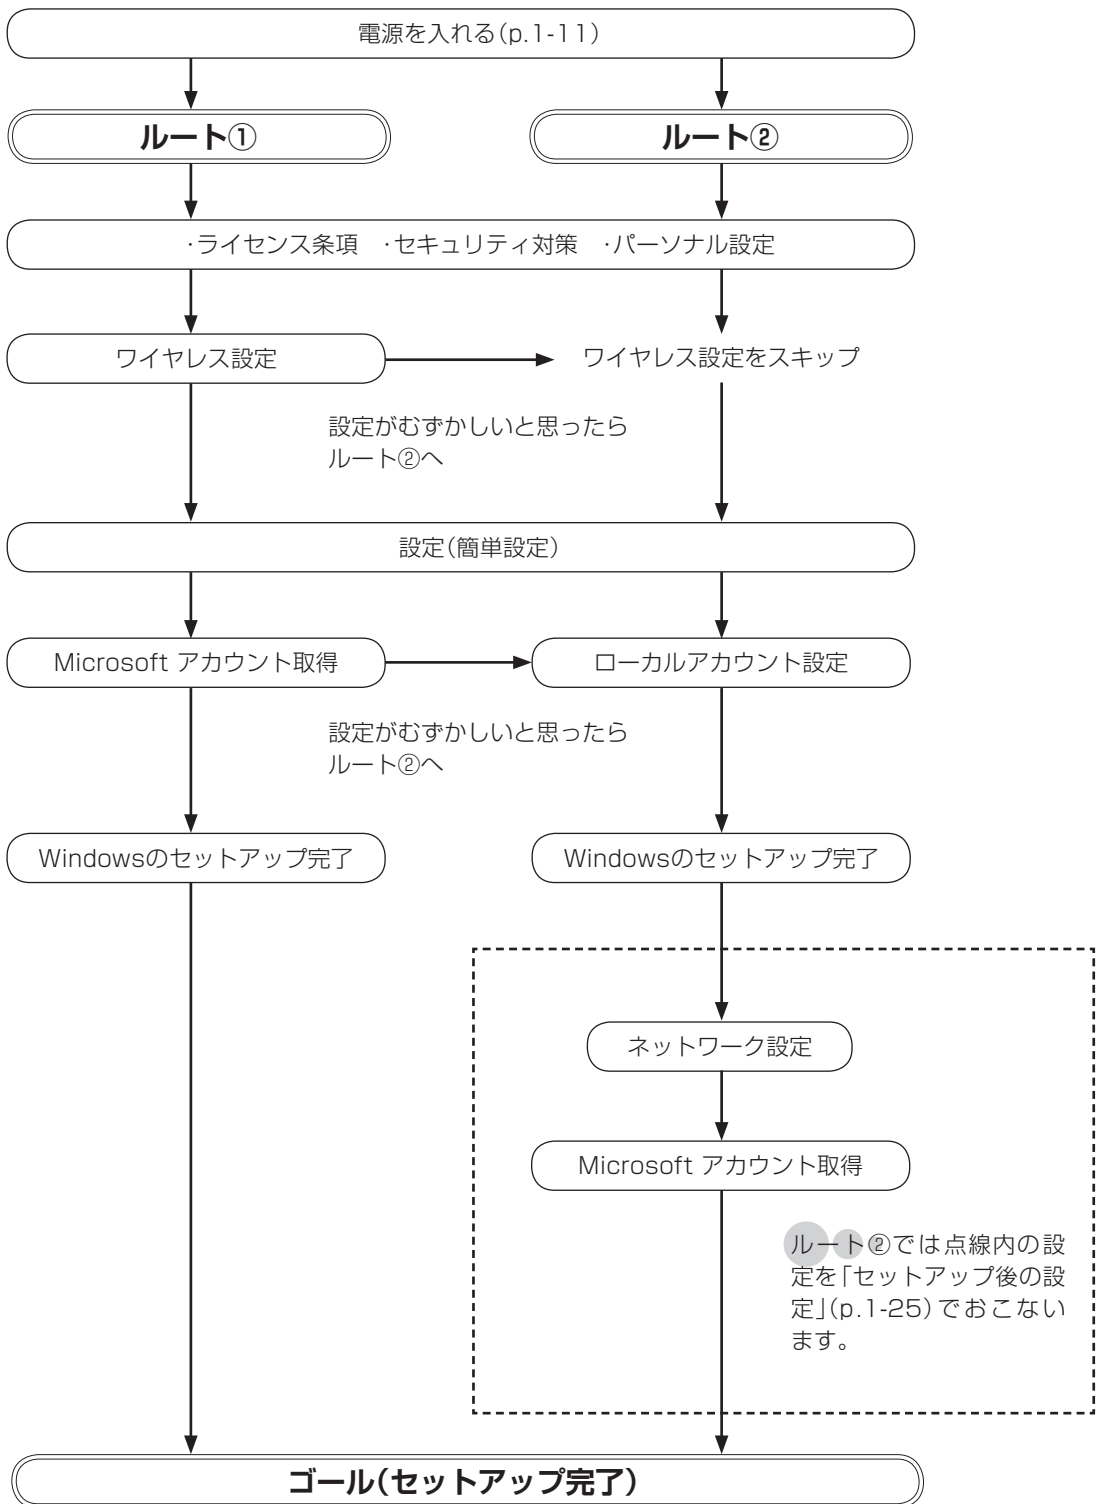 電源を入れる(p.1-11)
ルート①
ルート②
・ライセンス条項　・セキュリティ対策　・パーソナル設定
ワイヤレス設定
ワイヤレス設定をスキップ
設定がむずかしいと思ったら
ルート②へ
設定(簡単設定)
Microsoft アカウント取得
ローカルアカウント設定
設定がむずかしいと思ったら
ルート②へ
Windowsのセットアップ完了
Windowsのセットアップ完了
ネットワーク設定
Microsoft アカウント取得
ルート②では点線内の設
定を「セットアップ後の設
定」(p.1-25)でおこない
ます。
ゴール(セットアップ完了)